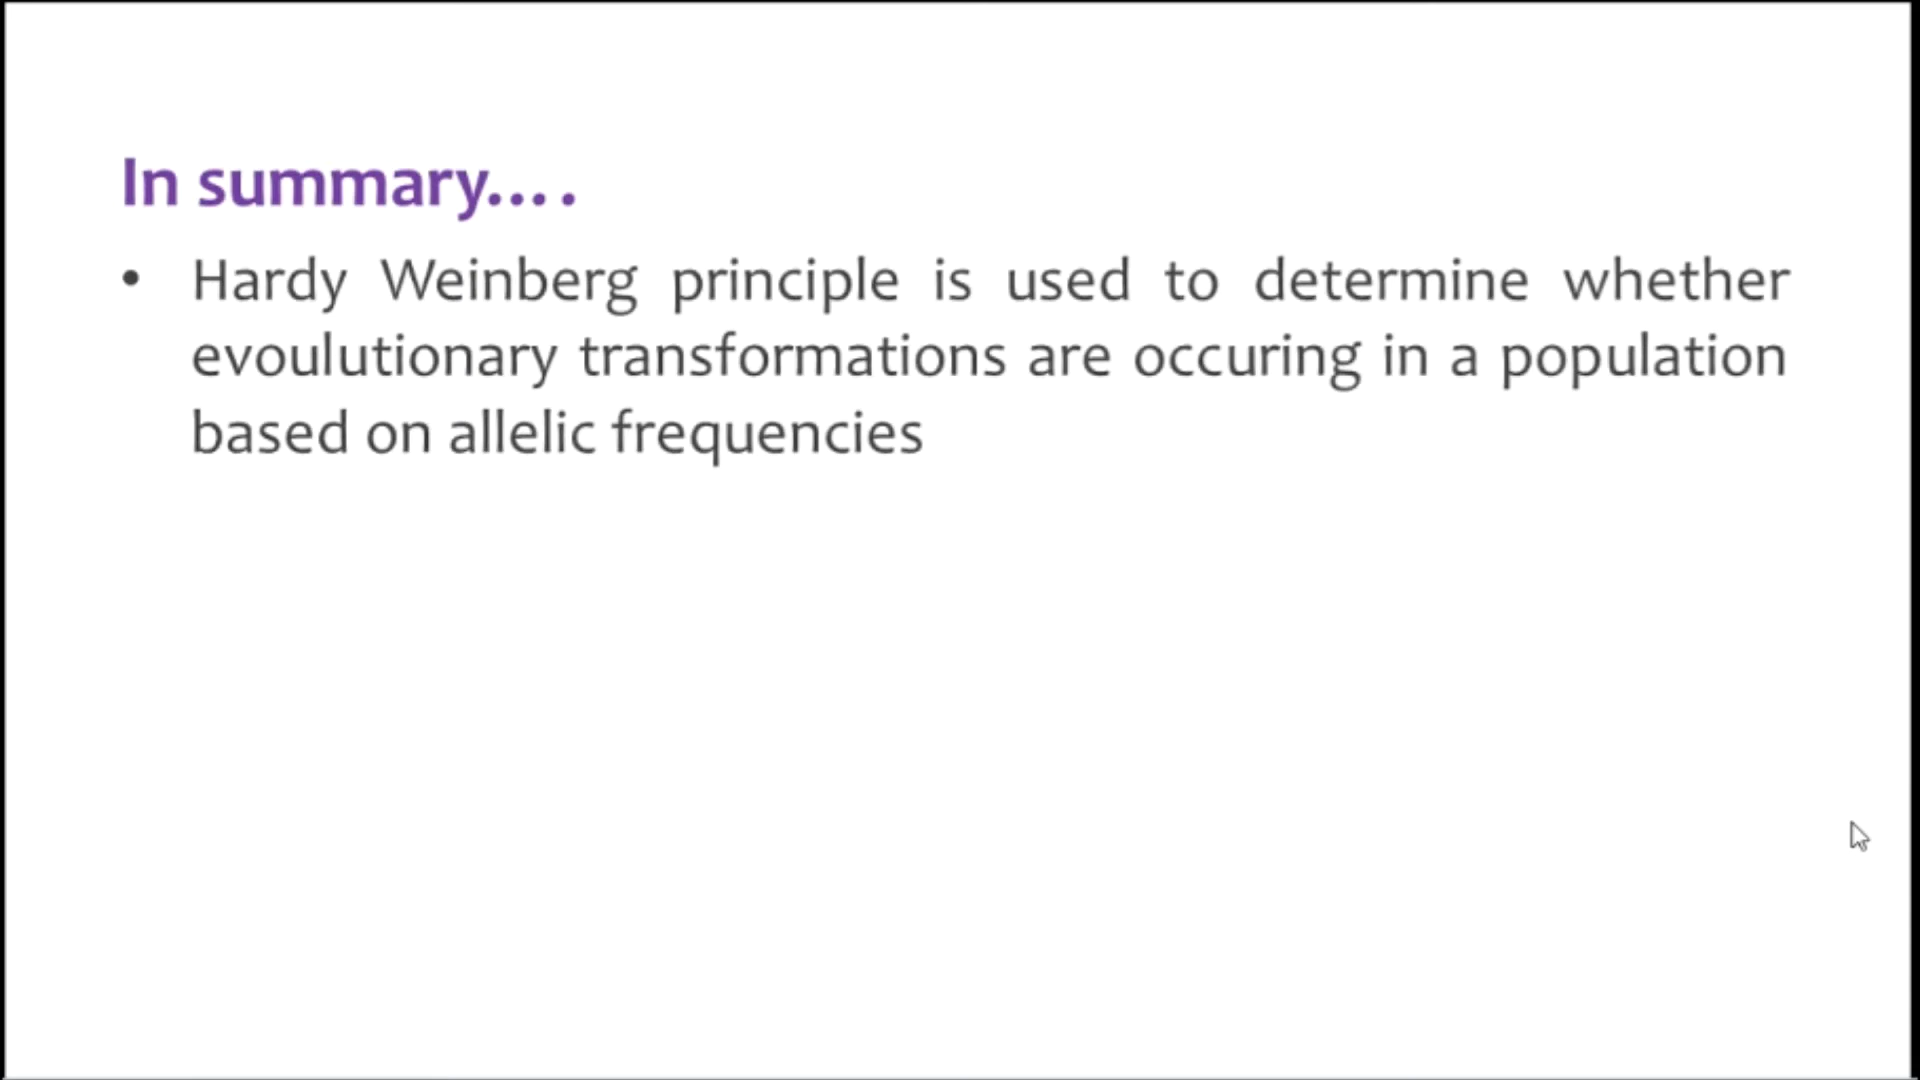 In summary....
• Hardy Weinberg principle is used to determine whether
evoulutionary transformations are occuring in a population
based on allelic frequencies